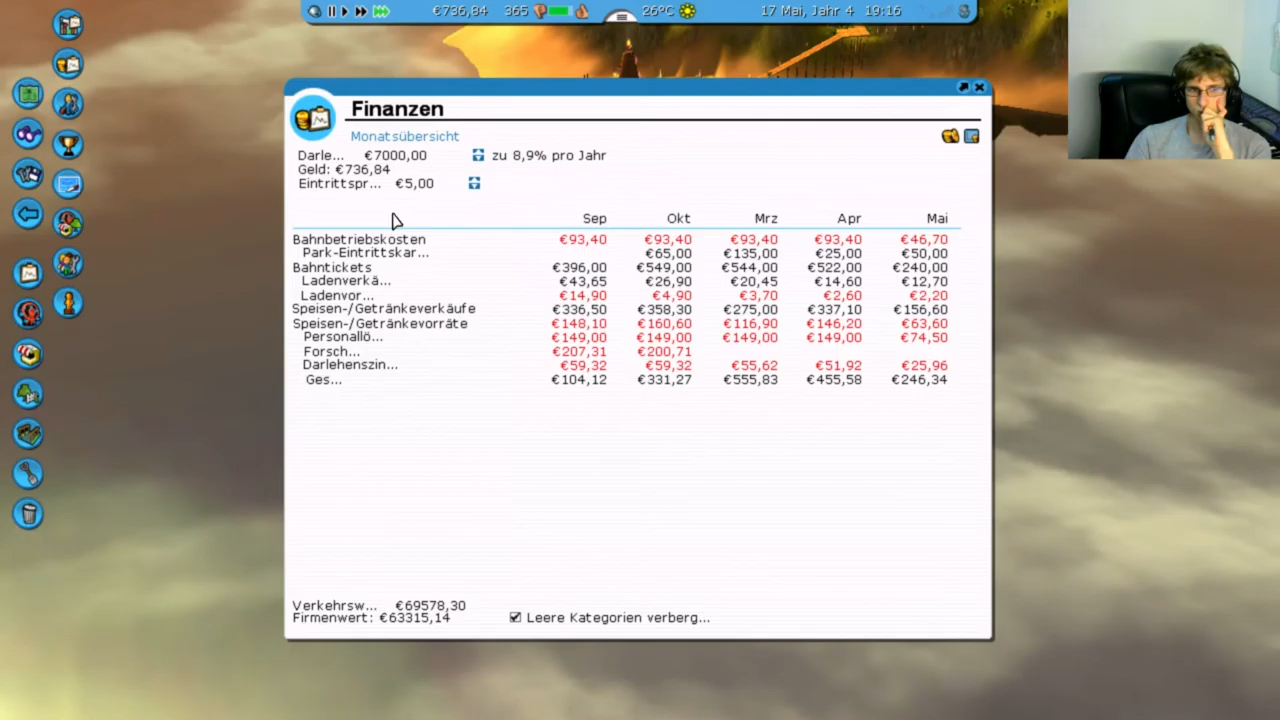 €736,84 365 26°C 17 Mai, Jahr 4 19:16
Finanzen
Monatsübersicht
Darle... €7000,00 zu 8,9% pro Jahr
Geld: €736,84
Eintrittspr... €5,00
Sep Okt Mrz Apr Mai
Bahnbetriebskosten €93,40 €93,40 €93,40 €93,40 €46,70
Park-Eintrittskar... €65,00 €135,00 €25,00 €50,00
Bahntickets €396,00 €549,00 €544,00 €522,00 €240,00
Ladenverkä... €43,65 €26,90 €20,45 €14,60 €12,70
Ladenvor... €14,90 €4,90 €3,70 €2,60 €2,20
Speisen-/Getränkeverkäufe €336,50 €358,30 €275,00 €337,10 €156,60
Speisen-/Getränkevorräte €148,10 €160,60 €116,90 €146,20 €63,60
Personallö... €149,00 €149,00 €149,00 €149,00 €74,50
Forsch... €207,31 €200,71
Darlehenszin... €59,32 €59,32 €55,62 €51,92 €25,96
Ges... €104,12 €331,27 €555,83 €455,58 €246,34
Verkehrsw... €69578,30
Firmenwert: €63315,14 Leere Kategorien verberg...